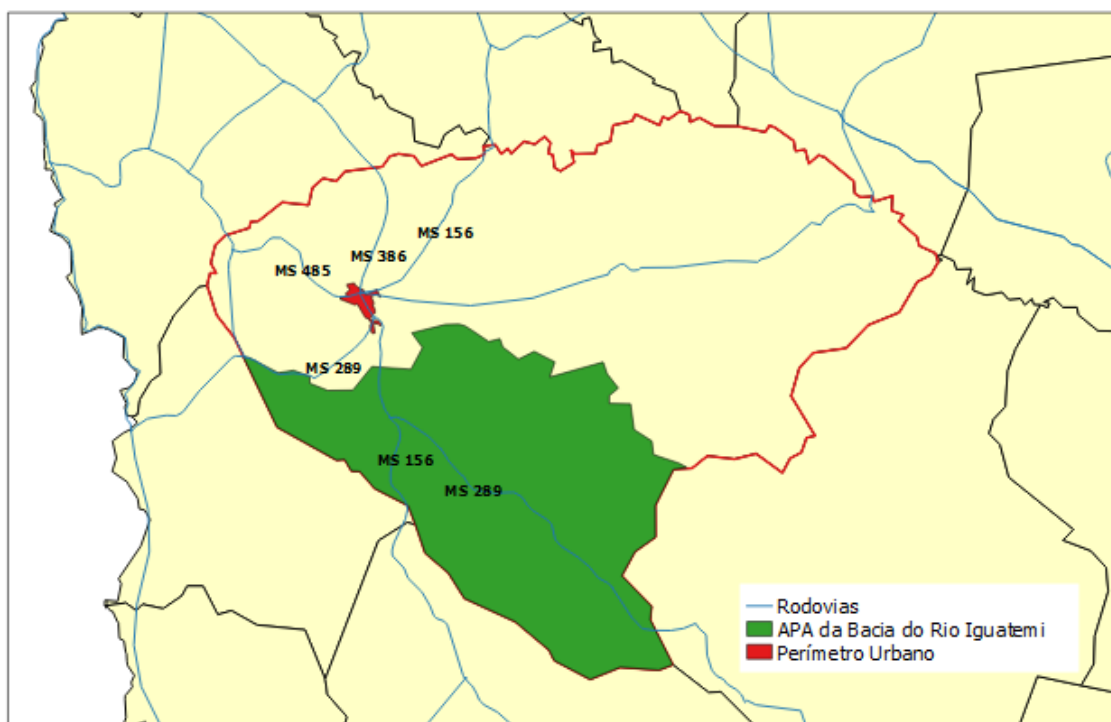 MS 156
MS 386
MS 485
MS 289
MS 156
MS 289
Rodovias
APA da Bacia do Rio Iguatemi
Perímetro Urbano